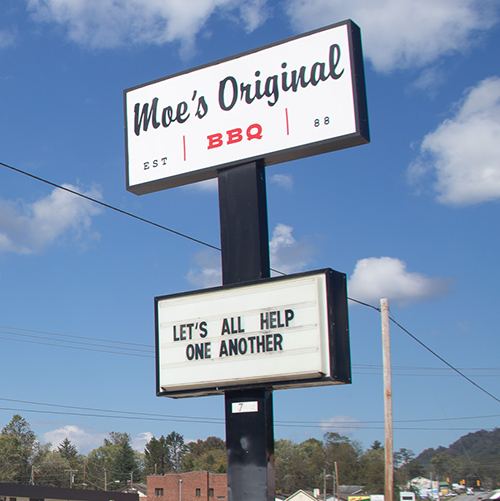 Moe's Original
EST | BBQ | 88
LET'S ALL HELP
ONE ANOTHER
7